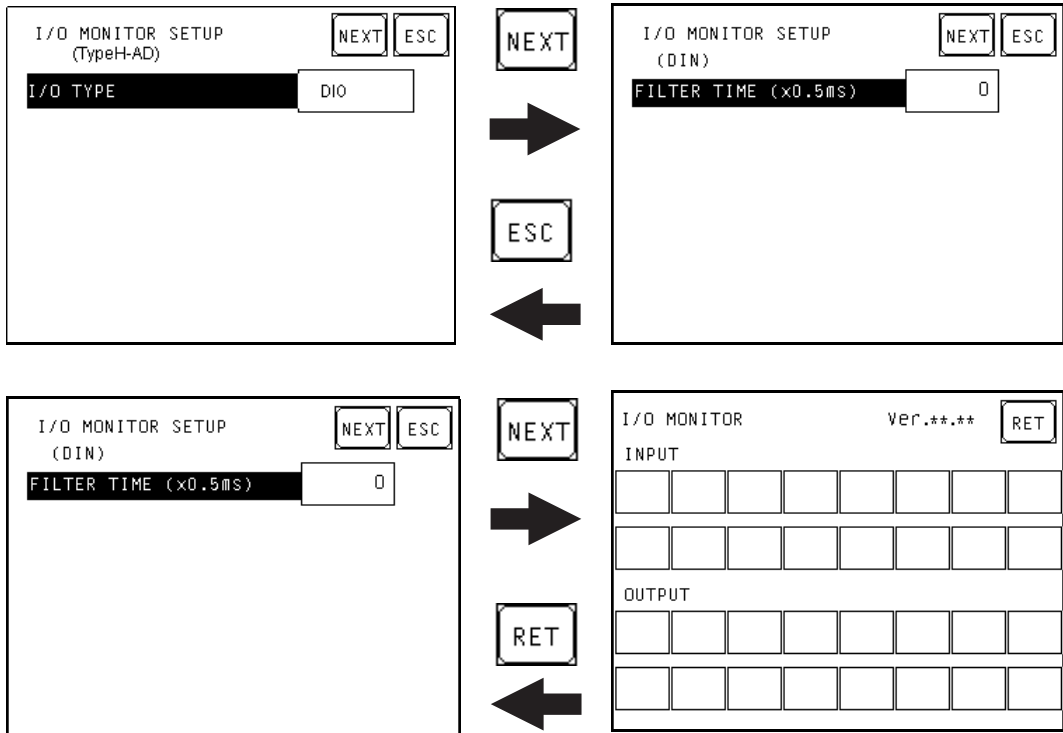 I/O MONITOR SETUP
(TypeH-AD)
NEXT
ESC
I/O TYPE
DIO
NEXT
ESC
I/O MONITOR SETUP
(DIN)
NEXT
ESC
FILTER TIME (x0.5ms)
0
I/O MONITOR SETUP
(DIN)
NEXT
ESC
FILTER TIME (x0.5ms)
0
NEXT
RET
I/O MONITOR
Ver.**.**
RET
INPUT
OUTPUT